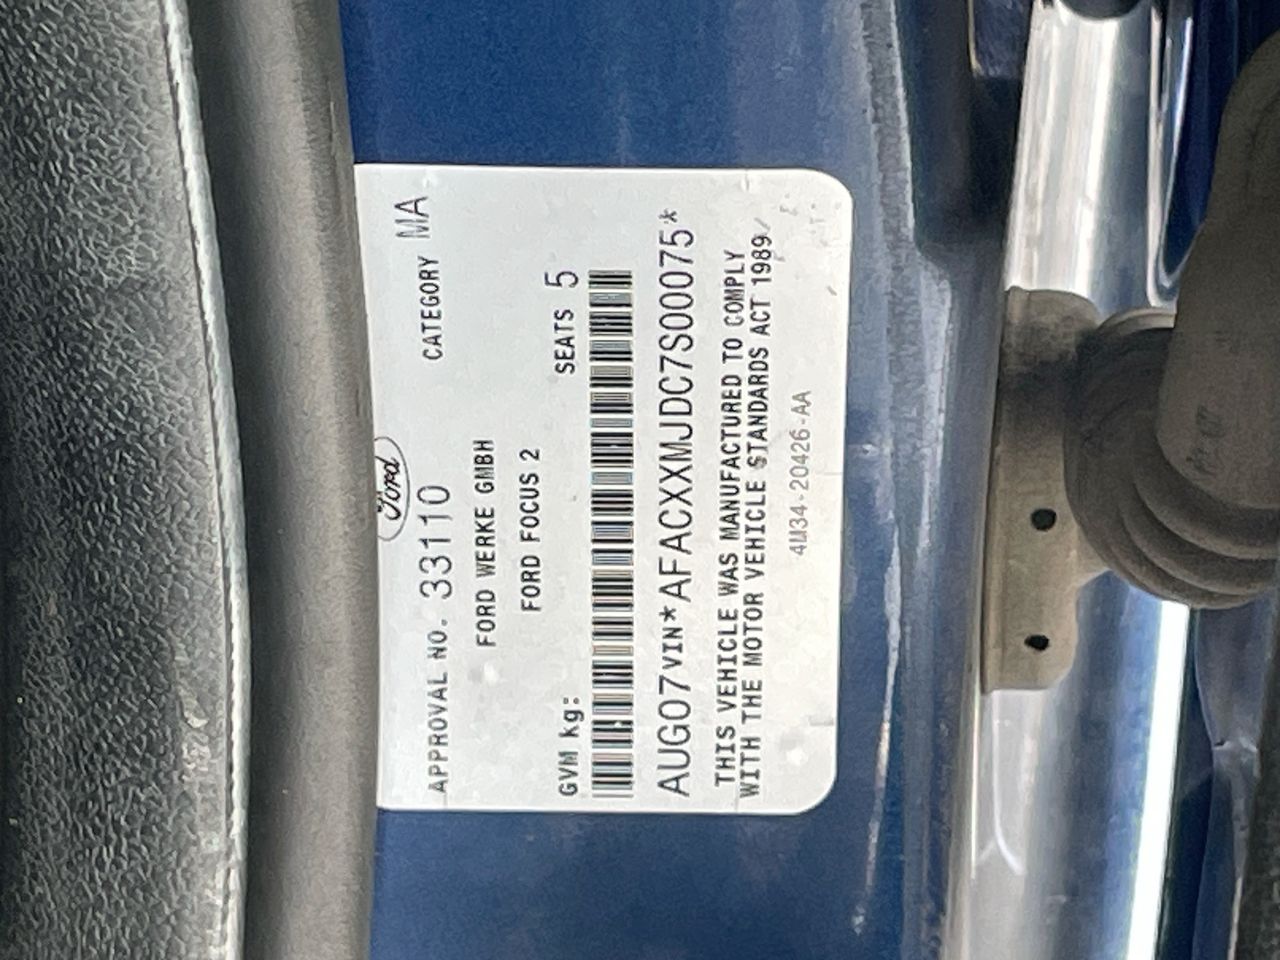 Ford
APPROVAL NO. 33110 CATEGORY MA
FORD WERKE GMBH
FORD FOCUS 2
GVM kg: SEATS 5
AUG07VIN*AFACXXMJDC7S00075*
THIS VEHICLE WAS MANUFACTURED TO COMPLY
WITH THE MOTOR VEHICLE STANDARDS ACT 1989
4M34-20426-AA